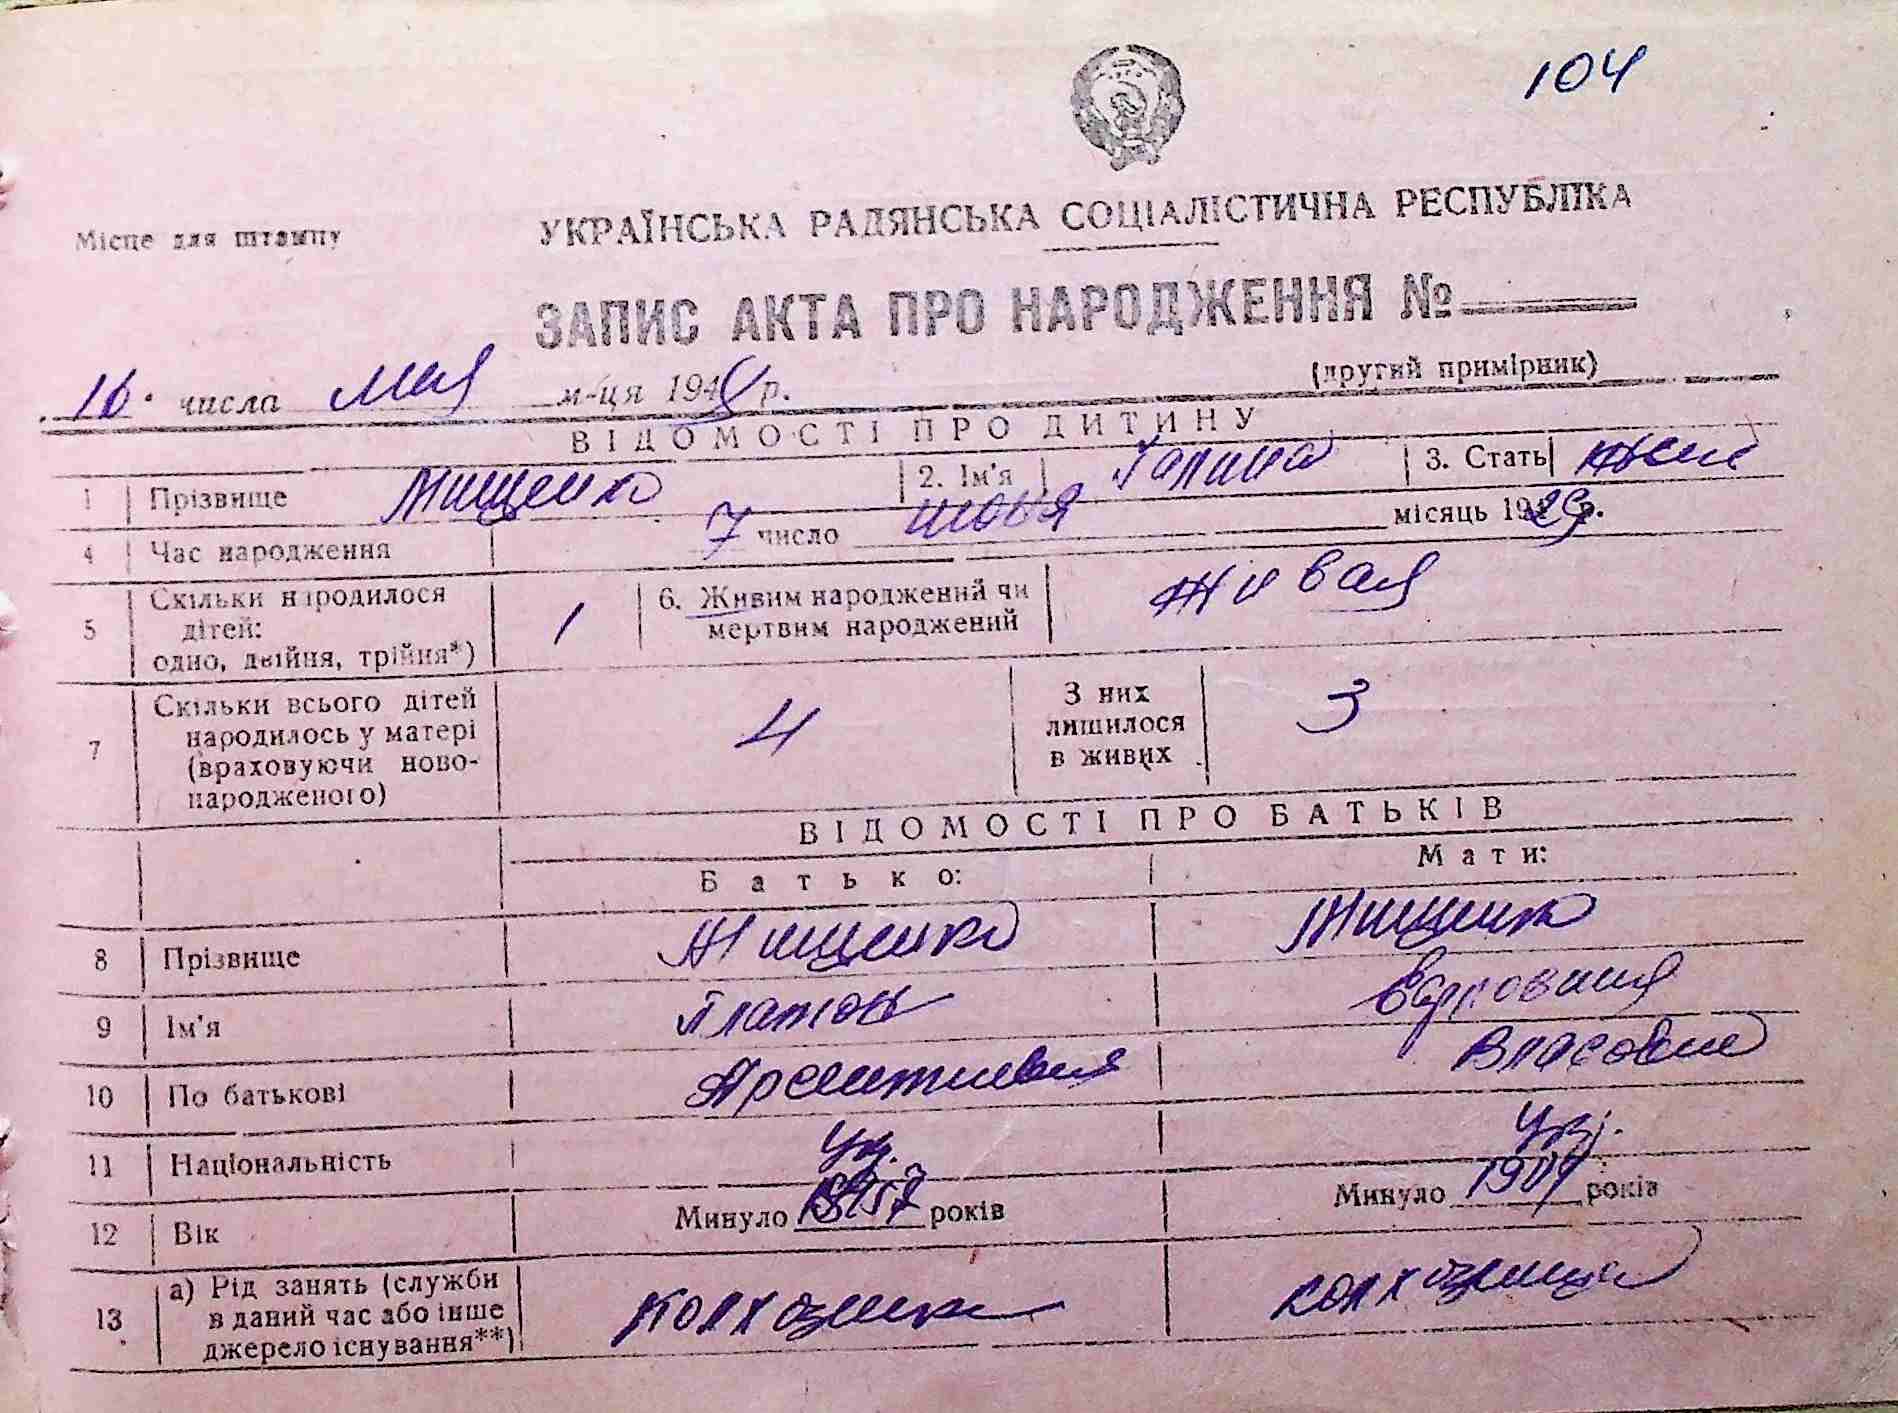 104
Місце для штампу
УКРАЇНСЬКА РАДЯНСЬКА СОЦІАЛІСТИЧНА РЕСПУБЛІКА
ЗАПИС АКТА ПРО НАРОДЖЕННЯ №
(другий примірник)
16. числа мая м-ця 194 р.
ВІДОМОСТІ ПРО ДИТИНУ
1 Прізвище Мищенко 2. Ім'я Галина 3. Стать жен
4 Час народження 7 число июня місяць 19 29 р.
5 Скільки народилося дітей: одно, двійня, трійня*) 1 6. Живим народжений чи мертвим народжений Живая
7 Скільки всього дітей народилось у матері (враховуючи ново-народженого) 4 З них лишилося в живих 3
ВІДОМОСТІ ПРО БАТЬКІВ
Батько: Мати:
8 Прізвище Мищенко Мищенко
9 Ім'я Платон
10 По батькові Власовна
11 Національність Укр. Укр.
12 Вік Минуло років Минуло років
13 а) Рід занять (служби в даний час або інше джерело існування**) колхозник колхозница